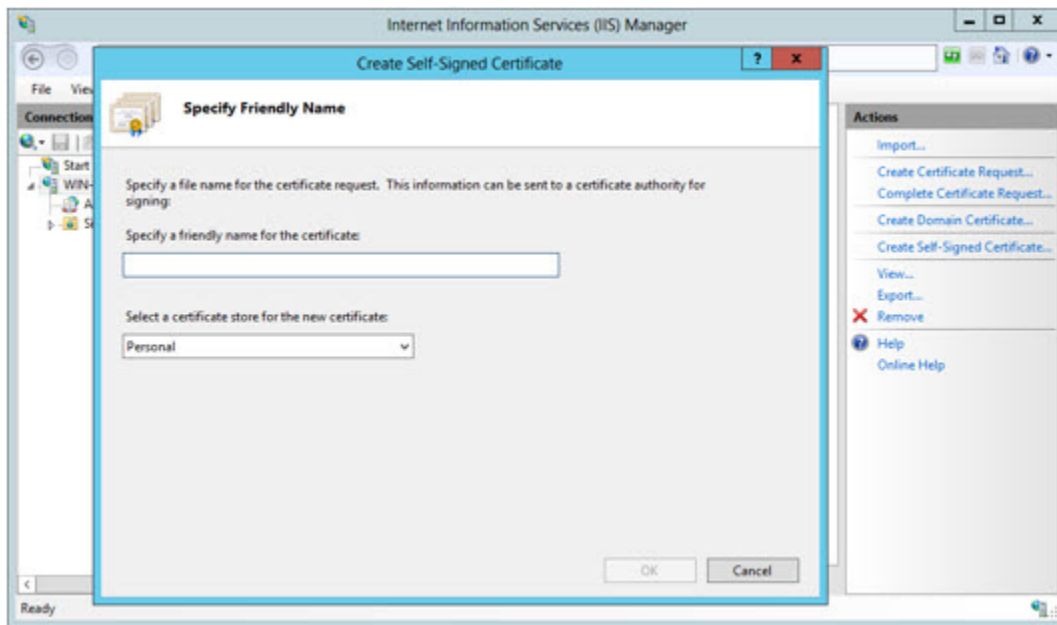 Internet Information Services (IIS) Manager
Create Self-Signed Certificate
?
File
Connection
Start
WIN-
Specify Friendly Name
Specify a file name for the certificate request. This information can be sent to a certificate authority for
signing:
Specify a friendly name for the certificate:
Select a certificate store for the new certificate:
Personal
OK
Cancel
Actions
Import...
Create Certificate Request...
Complete Certificate Request...
Create Domain Certificate...
Create Self-Signed Certificate...
View...
Export...
Remove
Help
Online Help
Ready